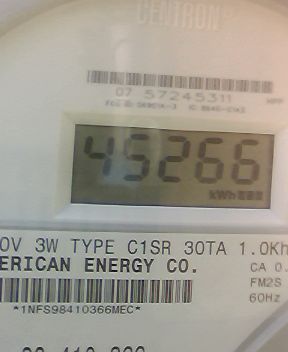 CENTRON
07 57245311
45266
kWh
0V 3W TYPE C1SR 30TA 1.0Kh
ERICAN ENERGY CO. CA 0.
FM2S
*1NFS98410366MEC* 60Hz